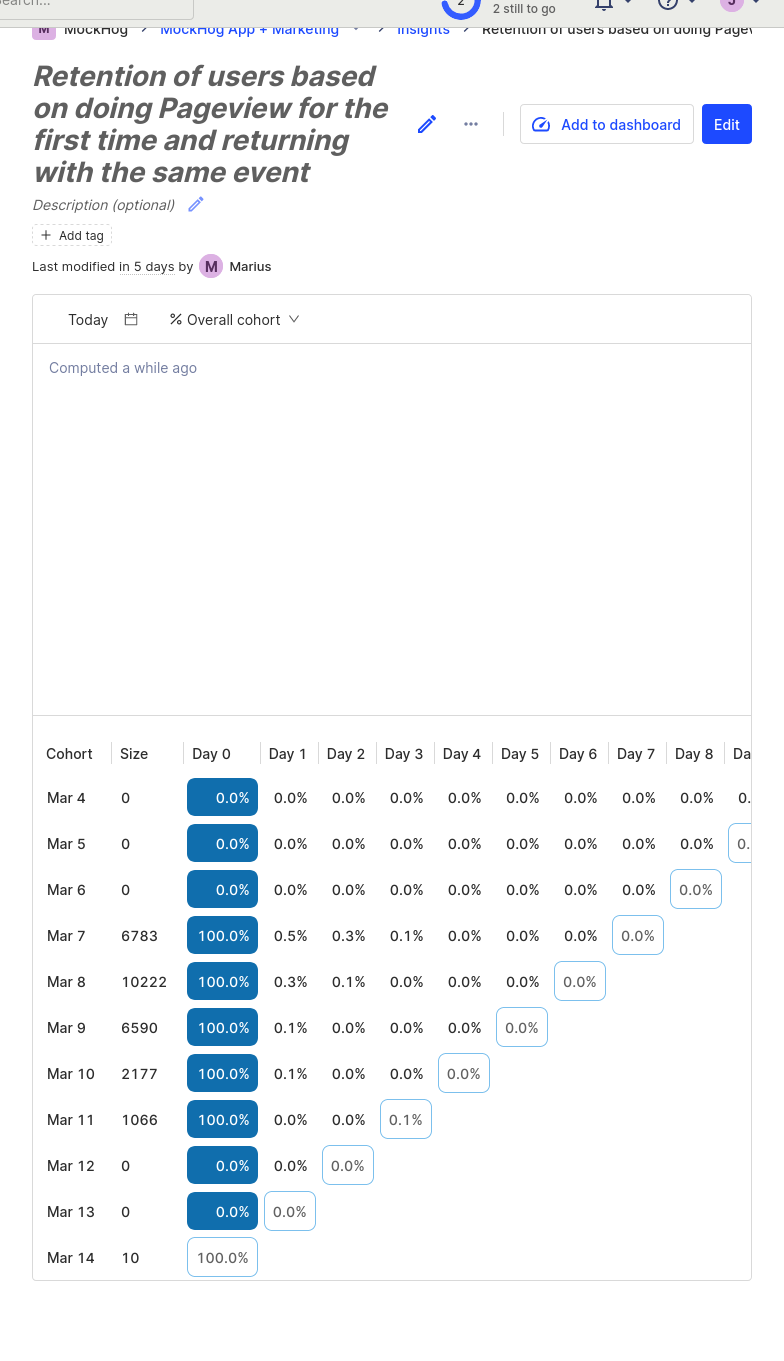 Search...
2
2 still to go
J
M MockHog MockHog App + Marketing Insights Retention of users based on doing Pagev
Retention of users based
on doing Pageview for the
first time and returning
with the same event
Add to dashboard Edit
Description (optional)
+ Add tag
Last modified in 5 days by M Marius
Today % Overall cohort
Computed a while ago
Cohort Size Day 0 Day 1 Day 2 Day 3 Day 4 Day 5 Day 6 Day 7 Day 8 Da
Mar 4 0 0.0% 0.0% 0.0% 0.0% 0.0% 0.0% 0.0% 0.0% 0.0% 0.
Mar 5 0 0.0% 0.0% 0.0% 0.0% 0.0% 0.0% 0.0% 0.0% 0.0% 0.
Mar 6 0 0.0% 0.0% 0.0% 0.0% 0.0% 0.0% 0.0% 0.0% 0.0%
Mar 7 6783 100.0% 0.5% 0.3% 0.1% 0.0% 0.0% 0.0% 0.0%
Mar 8 10222 100.0% 0.3% 0.1% 0.0% 0.0% 0.0% 0.0%
Mar 9 6590 100.0% 0.1% 0.0% 0.0% 0.0% 0.0%
Mar 10 2177 100.0% 0.1% 0.0% 0.0% 0.0%
Mar 11 1066 100.0% 0.0% 0.0% 0.1%
Mar 12 0 0.0% 0.0% 0.0%
Mar 13 0 0.0% 0.0%
Mar 14 10 100.0%